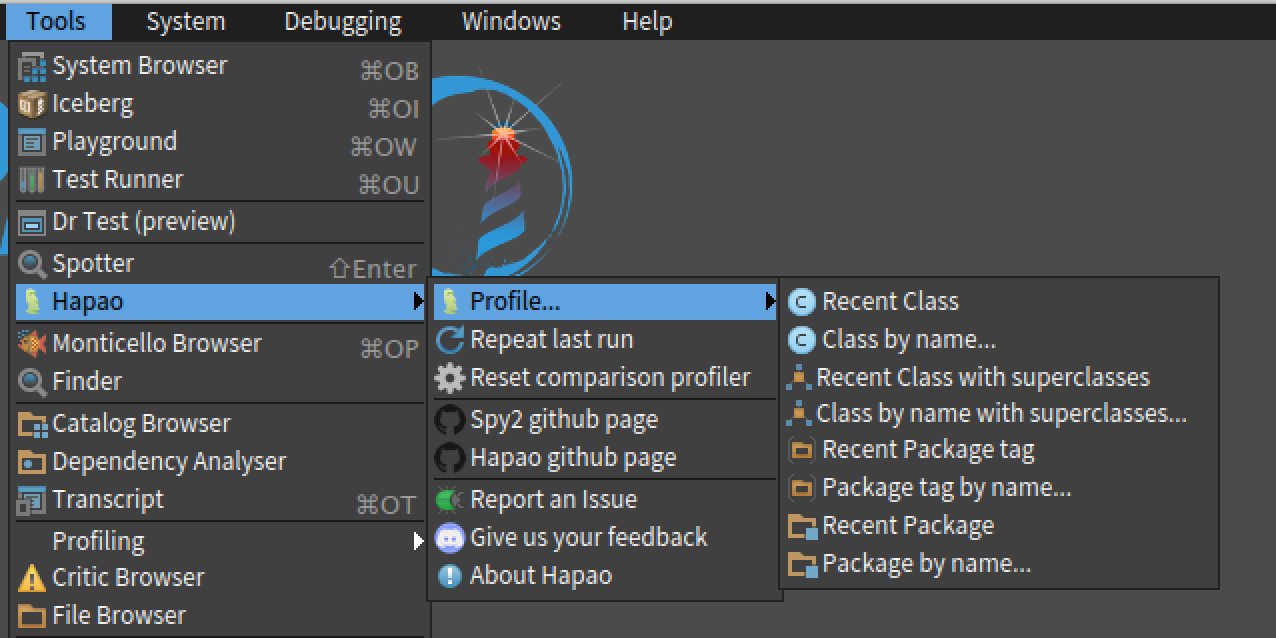 Tools System Debugging Windows Help
System Browser ⌘OB
Iceberg ⌘OI
Playground ⌘OW
Test Runner ⌘OU
Dr Test (preview)
Spotter ⇧Enter
Hapao
Monticello Browser ⌘OP
Finder
Catalog Browser
Dependency Analyser
Transcript ⌘OT
Profiling
Critic Browser
File Browser
Profile...
Repeat last run
Reset comparison profiler
Spy2 github page
Hapao github page
Report an Issue
Give us your feedback
About Hapao
Recent Class
Class by name...
Recent Class with superclasses
Class by name with superclasses...
Recent Package tag
Package tag by name...
Recent Package
Package by name...